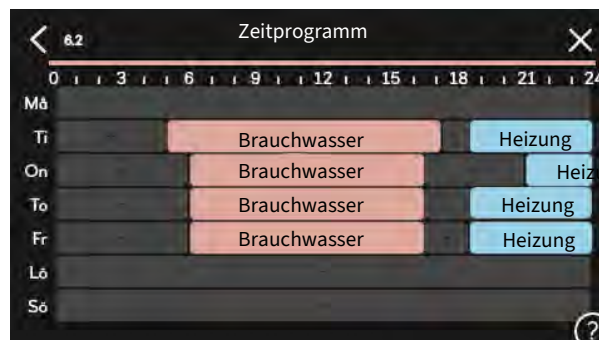 6.2 Zeitprogramm
0 3 6 9 12 15 18 21 24
Må
Ti Brauchwasser Heizung
On Brauchwasser Heiz
To Brauchwasser Heizung
Fr Brauchwasser Heizung
Lö
Sö
?